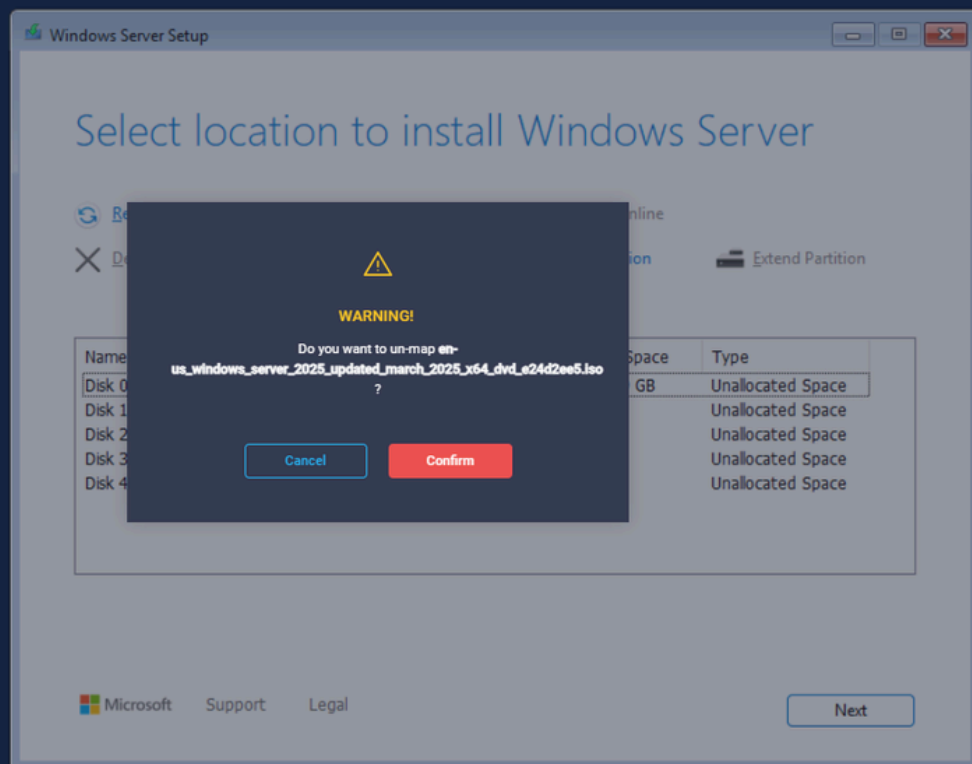 Windows Server Setup
Select location to install Windows Server
Extend Partition
WARNING!
Do you want to un-map en-
us_windows_server_2025_updated_march_2025_x64_dvd_e24d2ee5.iso
?
Cancel Confirm
Name Space Type
Disk 0 GB Unallocated Space
Disk 1 Unallocated Space
Disk 2 Unallocated Space
Disk 3 Unallocated Space
Disk 4 Unallocated Space
Microsoft Support Legal
Next